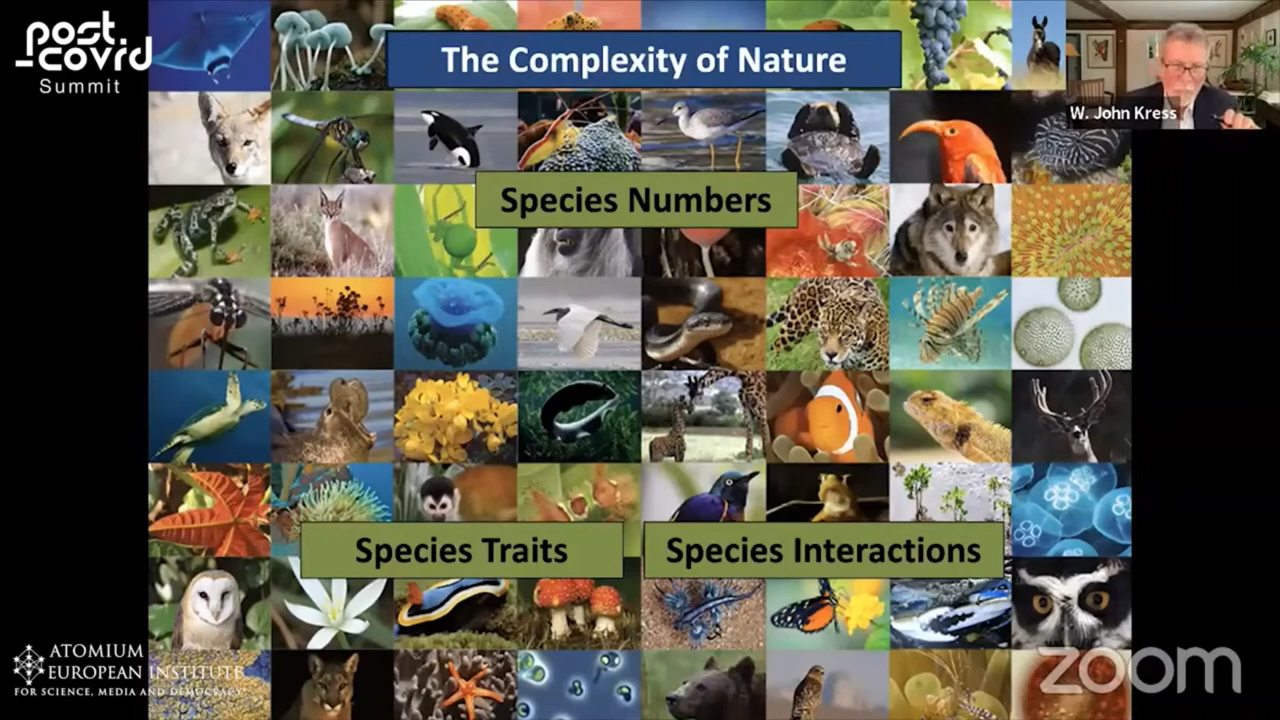 post
-covid
Summit
The Complexity of Nature
W. John Kress
Species Numbers
Species Traits
Species Interactions
ATOMIUM
EUROPEAN INSTITUTE
FOR SCIENCE, MEDIA AND DEMOCRACY
zoom